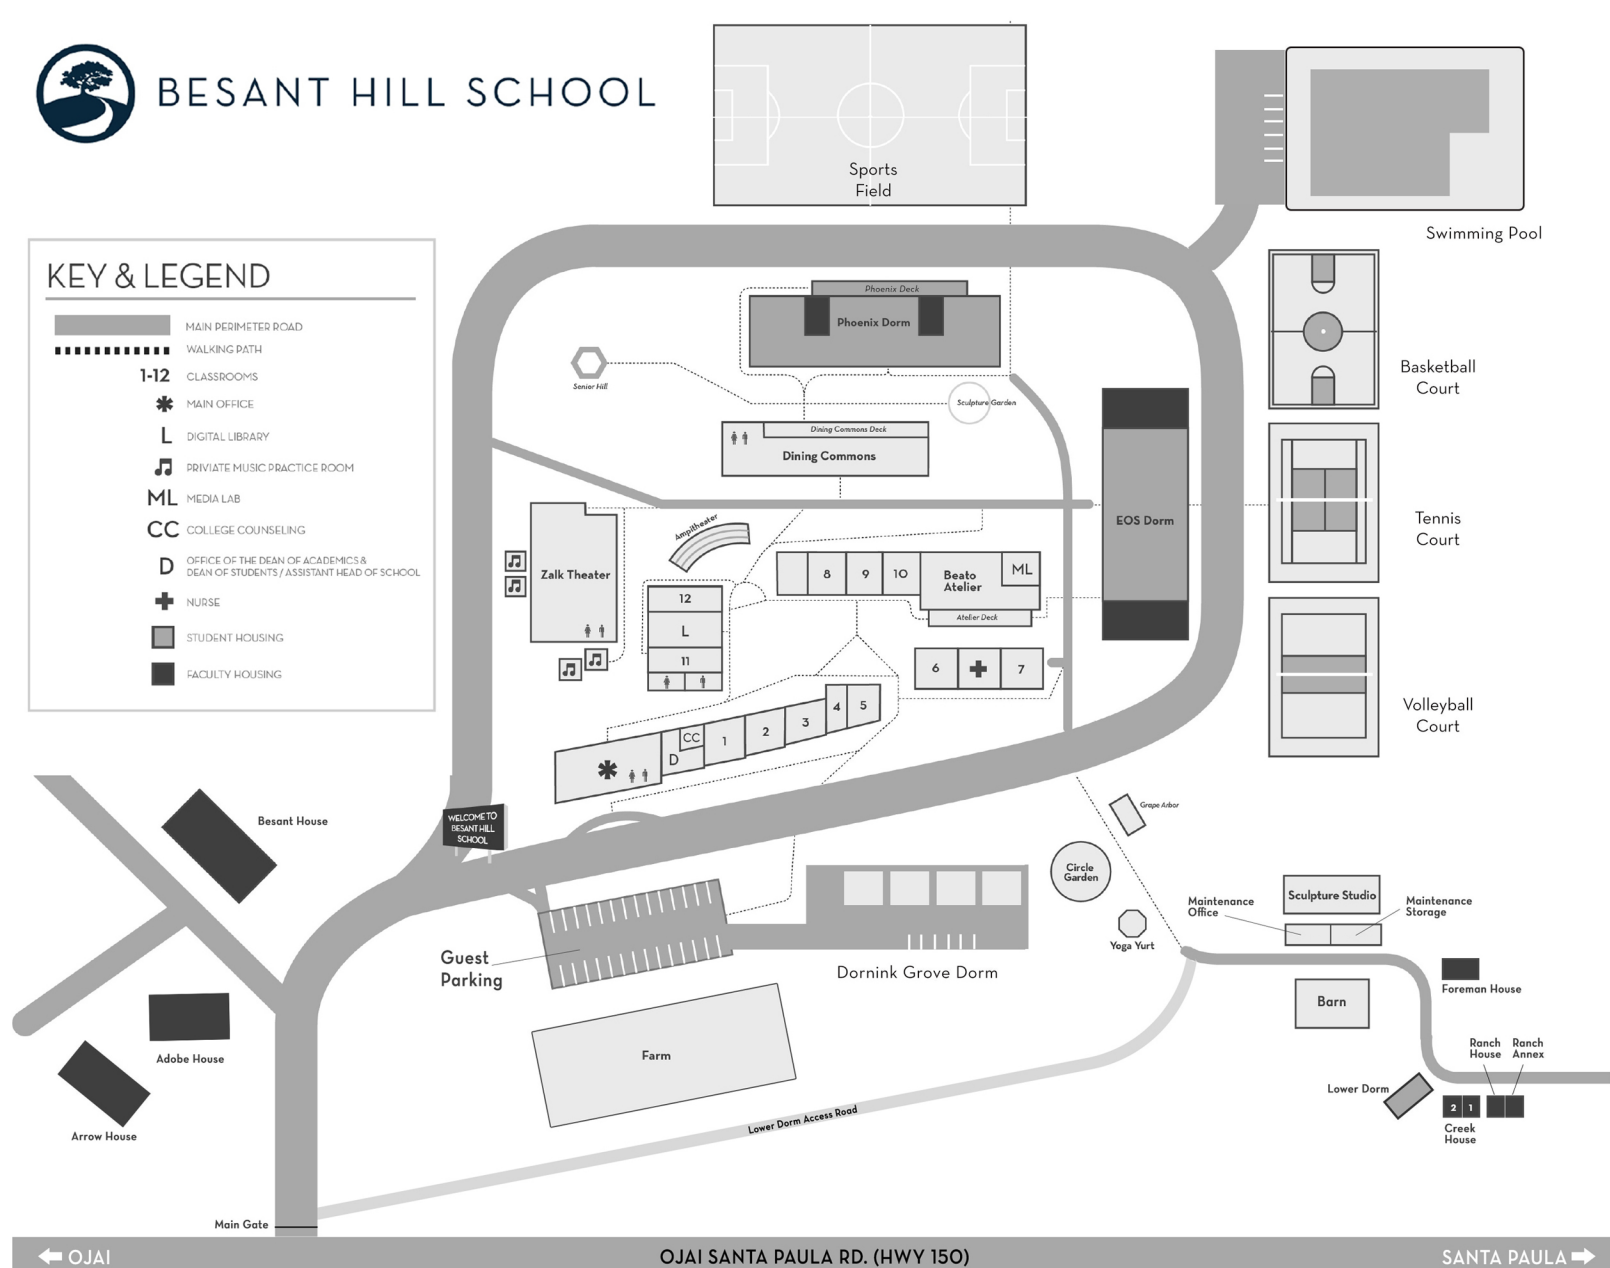 BESANT HILL SCHOOL
Sports
Field
Swimming Pool
KEY & LEGEND
MAIN PERIMETER ROAD
WALKING PATH
1-12 CLASSROOMS
MAIN OFFICE
L DIGITAL LIBRARY
PRIVIATE MUSIC PRACTICE ROOM
ML MEDIA LAB
CC COLLEGE COUNSELING
D OFFICE OF THE DEAN OF ACADEMICS &
DEAN OF STUDENTS / ASSISTANT HEAD OF SCHOOL
NURSE
STUDENT HOUSING
FACULTY HOUSING
Phoenix Deck
Phoenix Dorm
Senior Hill
Sculpture Garden
Dining Commons Deck
Dining Commons
Basketball
Court
EOS Dorm
Tennis
Court
Ampitheater
Zalk Theater
8
9
10
Beato
Atelier
ML
Atelier Deck
12
L
11
6
7
Volleyball
Court
CC
D
1
2
3
4
5
WELCOME TO
BESANT HILL
SCHOOL
Besant House
Grape Arbor
Circle
Garden
Yoga Yurt
Maintenance
Office
Sculpture Studio
Maintenance
Storage
Guest
Parking
Dornink Grove Dorm
Foreman House
Barn
Adobe House
Farm
Ranch
House
Ranch
Annex
Lower Dorm
2 1
Creek
House
Arrow House
Lower Dorm Access Road
Main Gate
OJAI
OJAI SANTA PAULA RD. (HWY 150)
SANTA PAULA